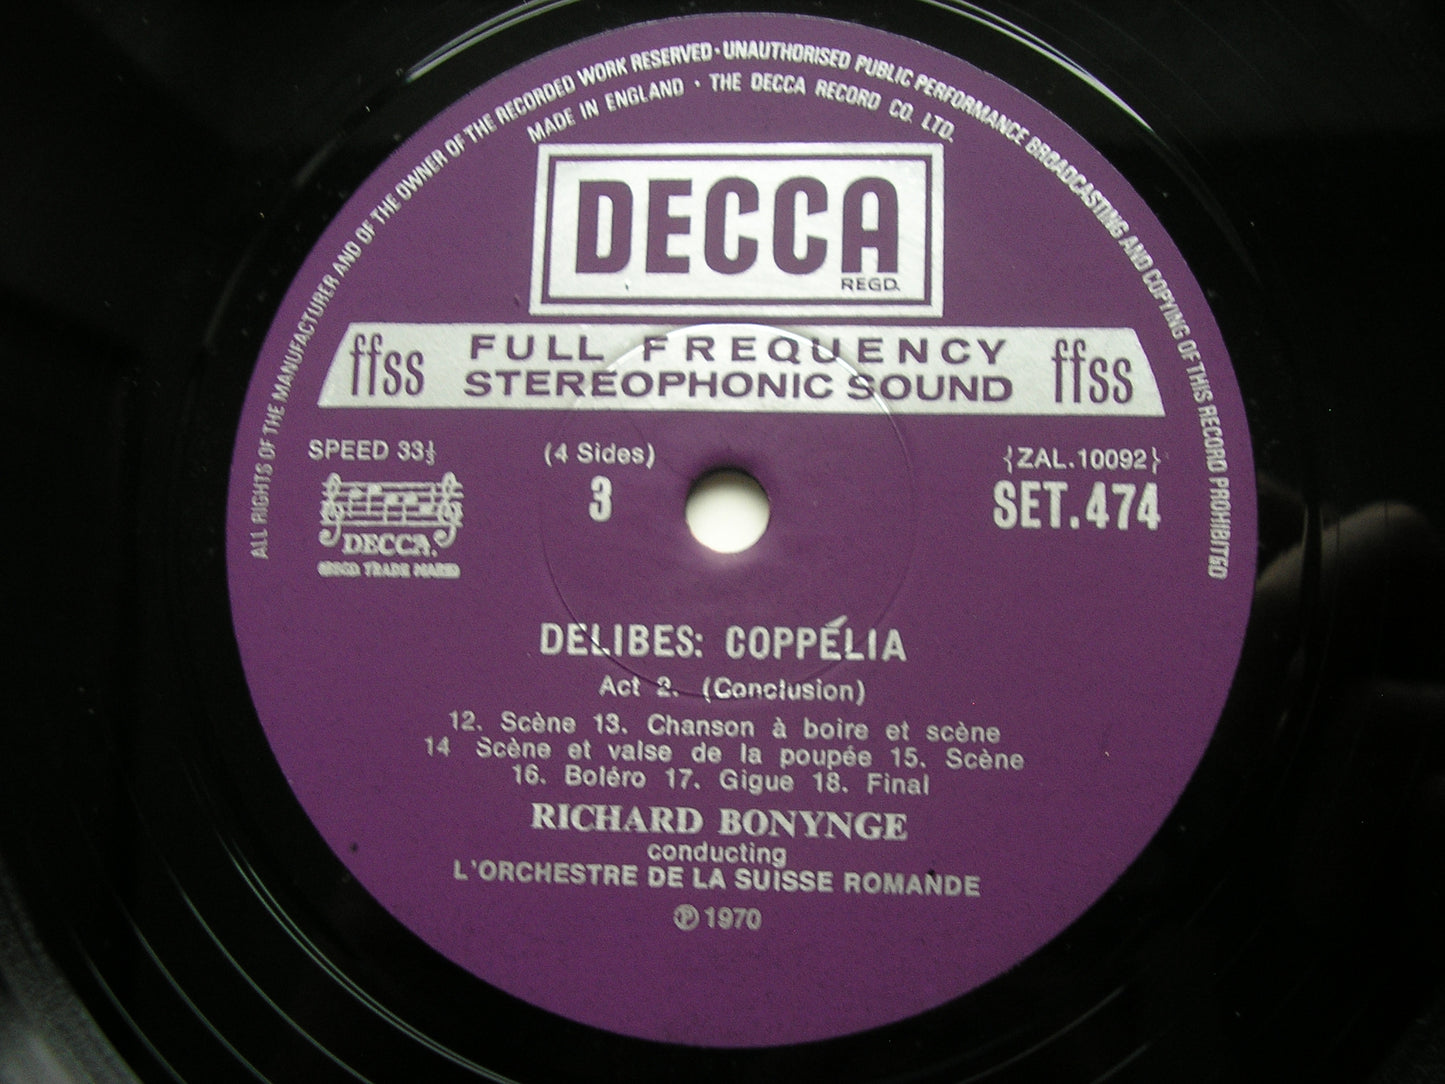 ALL RIGHTS OF THE MANUFACTURER AND OF THE OWNER OF THE RECORDED WORK RESERVED · UNAUTHORISED PUBLIC PERFORMANCE BROADCASTING AND COPYING OF THIS RECORD PROHIBITED
MADE IN ENGLAND · THE DECCA RECORD CO. LTD.
DECCA
REGD.
ffss FULL FREQUENCY ffss
STEREOPHONIC SOUND
SPEED 33⅓ (4 Sides) {ZAL.10092}
3 SET.474
DECCA.
REGD. TRADE MARK
DELIBES: COPPÉLIA
Act 2. (Conclusion)
12. Scène 13. Chanson à boire et scène
14 Scène et valse de la poupée 15. Scène
16. Boléro 17. Gigue 18. Final
RICHARD BONYNGE
conducting
L'ORCHESTRE DE LA SUISSE ROMANDE
℗ 1970